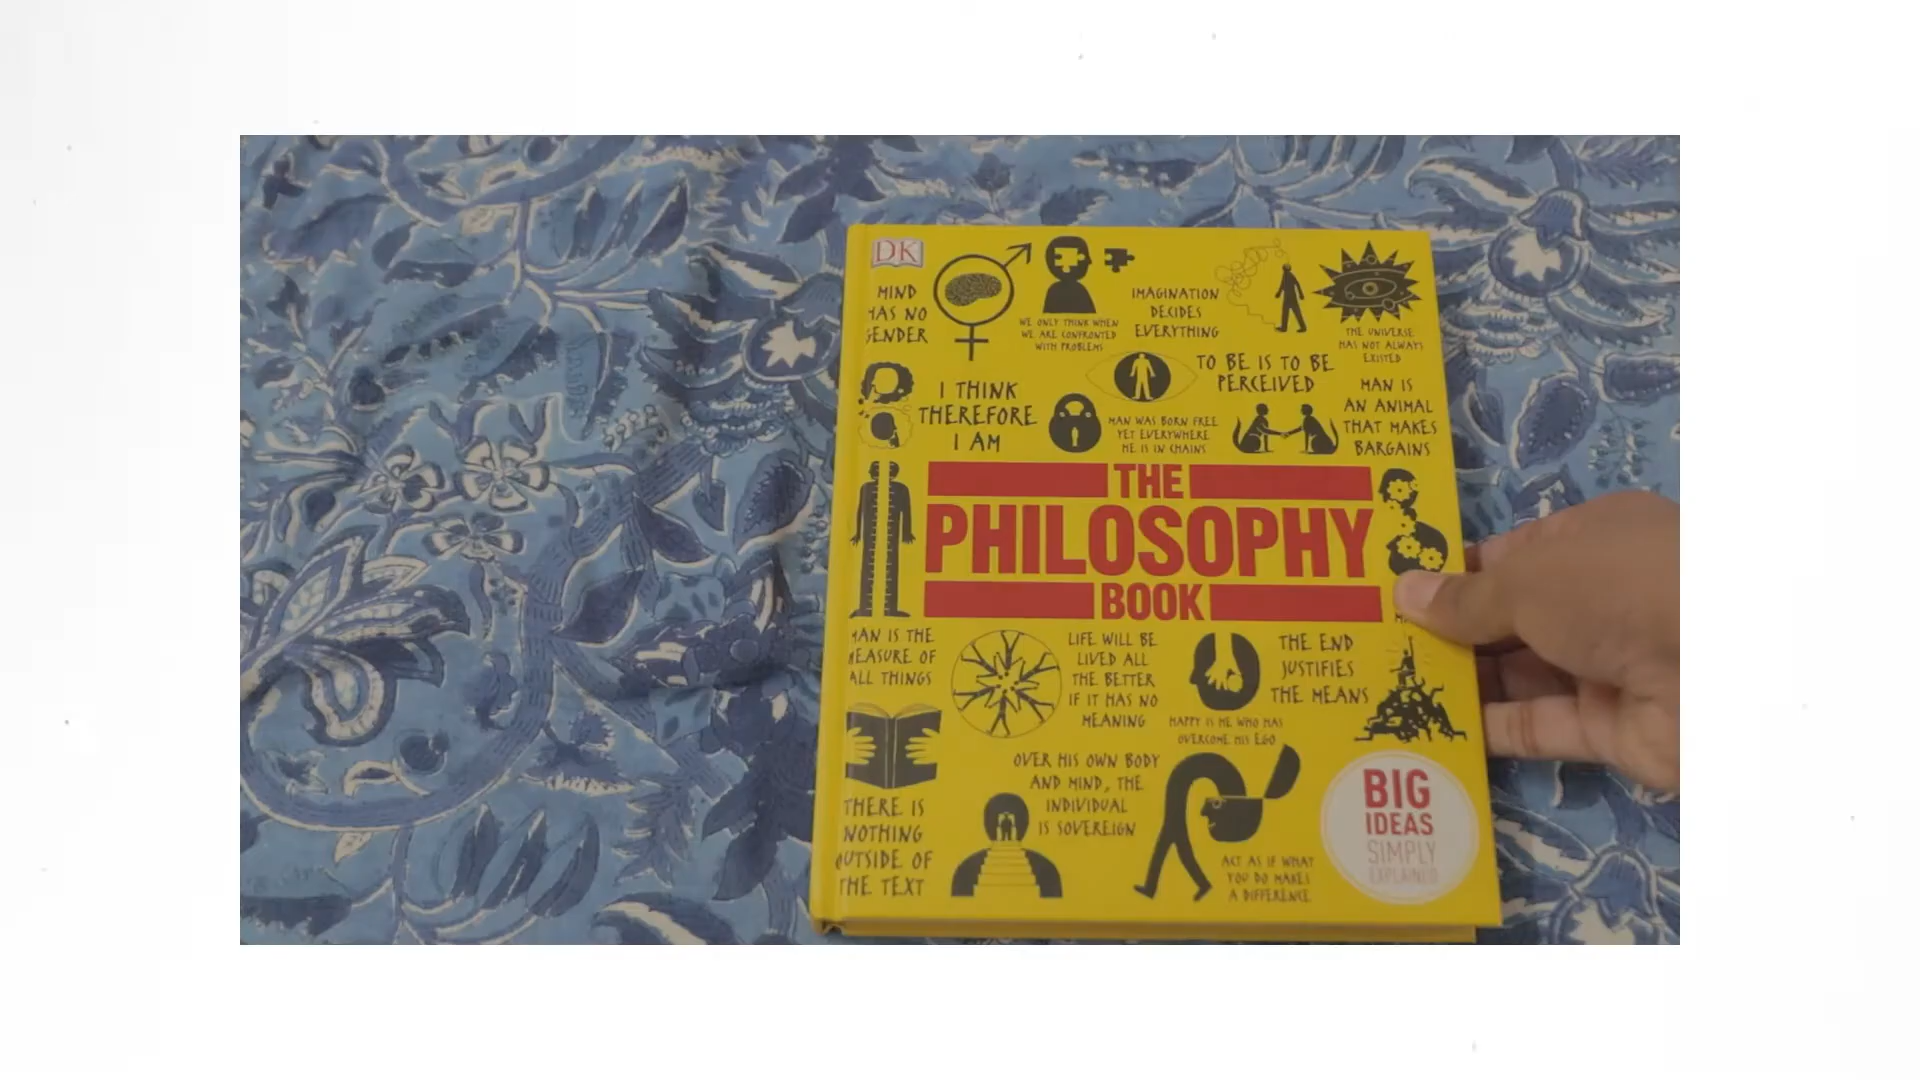 DK
MIND
HAS NO
GENDER
WE ONLY THINK WHEN
WE ARE CONFRONTED
WITH PROBLEMS
IMAGINATION
DECIDES
EVERYTHING
THE UNIVERSE
HAS NOT ALWAYS
EXISTED
TO BE IS TO BE
PERCEIVED
I THINK
THEREFORE
I AM
MAN WAS BORN FREE
YET EVERYWHERE
HE IS IN CHAINS
MAN IS
AN ANIMAL
THAT MAKES
BARGAINS
THE
PHILOSOPHY
BOOK
MAN IS THE
MEASURE OF
ALL THINGS
LIFE WILL BE
LIVED ALL
THE BETTER
IF IT HAS NO
MEANING
HAPPY IS HE WHO HAS
OVERCOME HIS EGO
THE END
JUSTIFIES
THE MEANS
THERE IS
NOTHING
OUTSIDE OF
THE TEXT
OVER HIS OWN BODY
AND MIND, THE
INDIVIDUAL
IS SOVEREIGN
ACT AS IF WHAT
YOU DO MAKES
A DIFFERENCE
BIG
IDEAS
SIMPLY
EXPLAINED